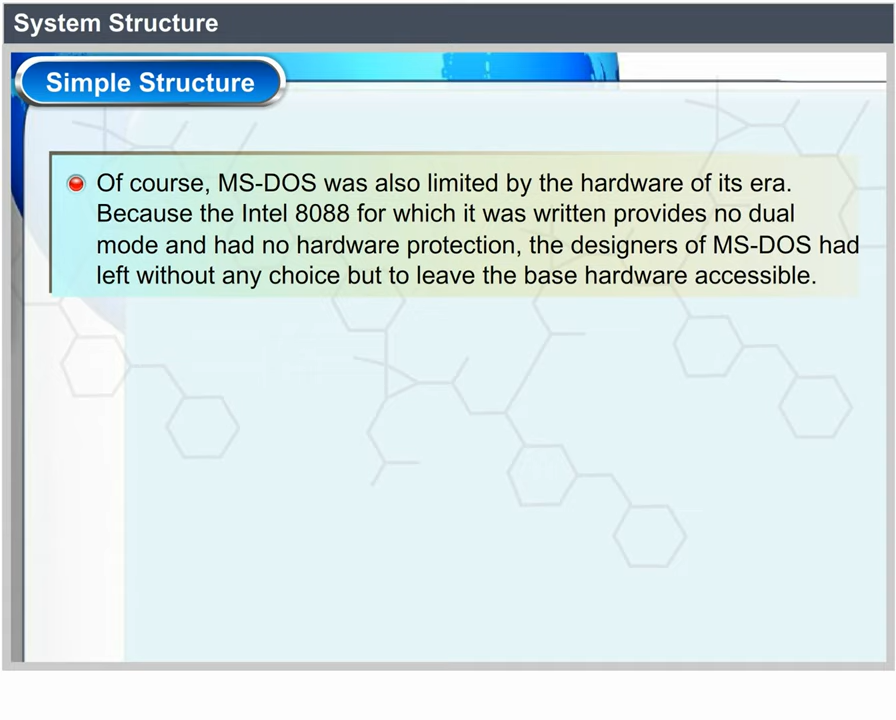 System Structure
Simple Structure
Of course, MS-DOS was also limited by the hardware of its era.
Because the Intel 8088 for which it was written provides no dual
mode and had no hardware protection, the designers of MS-DOS had
left without any choice but to leave the base hardware accessible.